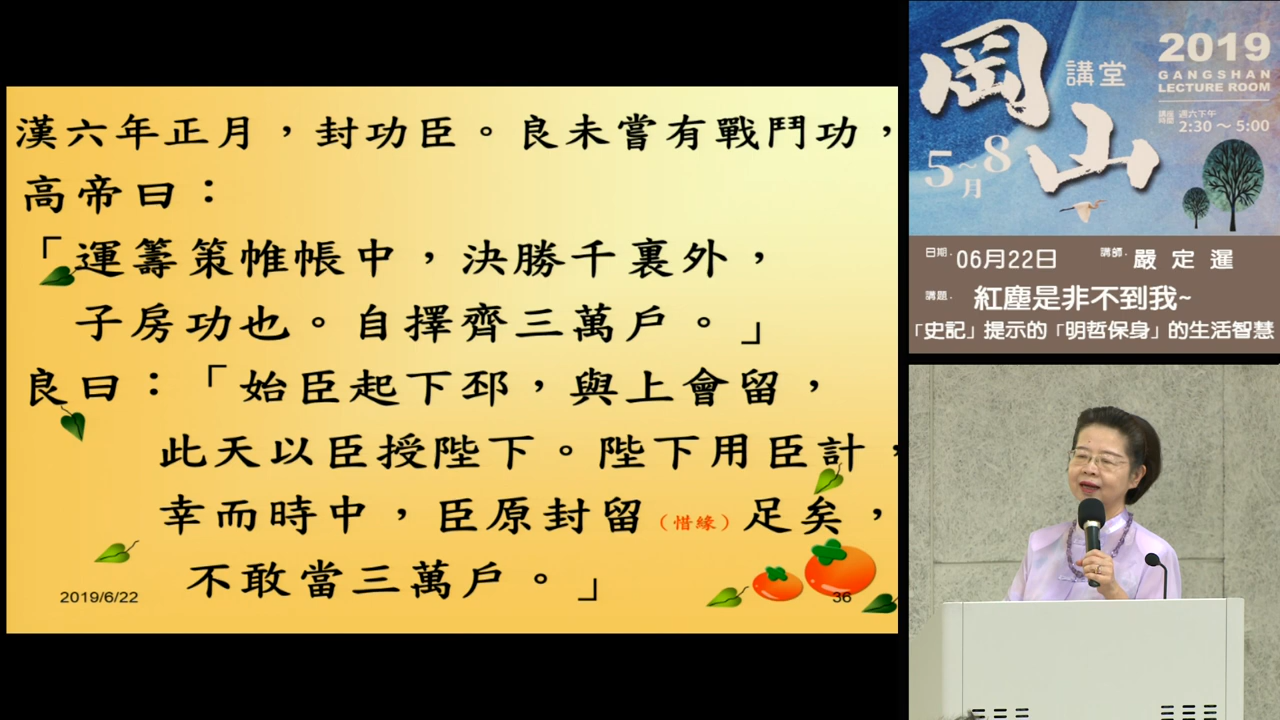 漢六年正月，封功臣。良未嘗有戰鬥功，
高帝曰：
「運籌策帷帳中，決勝千裏外，
子房功也。自擇齊三萬戶。」
良曰：「始臣起下邳，與上會留，
此天以臣授陛下。陛下用臣計，
幸而時中，臣原封留（惜緣）足矣，
不敢當三萬戶。」
2019/6/22
36
岡山
講堂
2019
GANGSHAN
LECTURE ROOM
週六下午
2:30～5:00
5~8月
日期．06月22日
講師．嚴定暹
講題．紅塵是非不到我~
「史記」提示的「明哲保身」的生活智慧